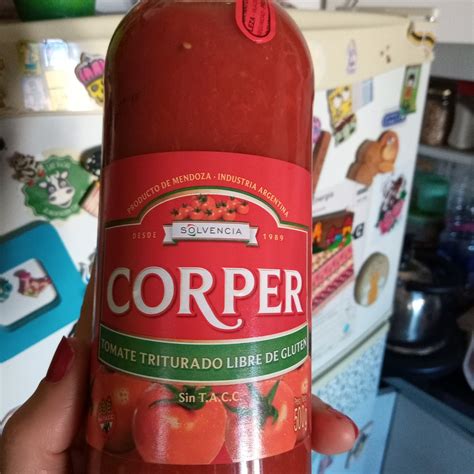 PRODUCTO DE MENDOZA - INDUSTRIA ARGENTINA
SOLVENCIA
DESDE 1989
CORPER
TOMATE TRITURADO LIBRE DE GLUTEN
Sin T.A.C.C.
500g